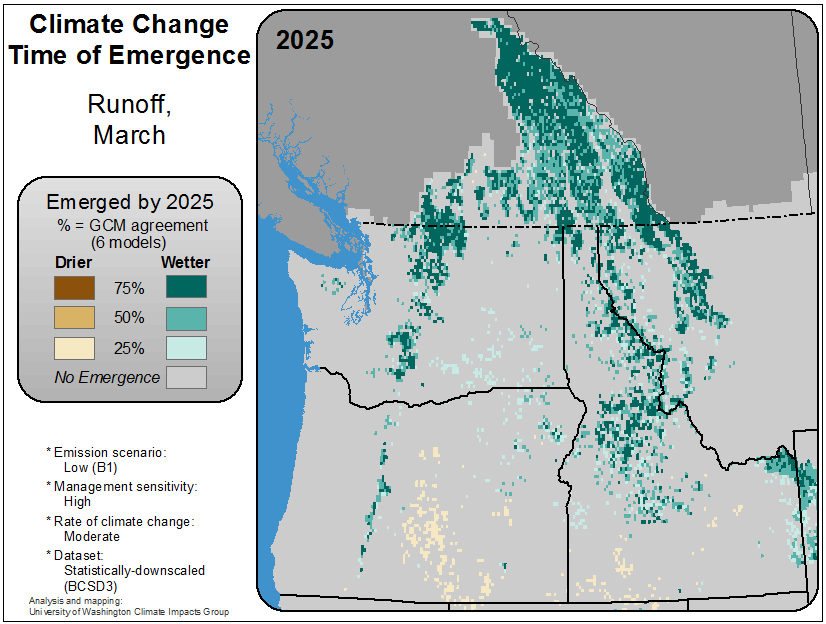 Climate Change
Time of Emergence
Runoff,
March
Emerged by 2025
% = GCM agreement
(6 models)
Drier Wetter
75%
50%
25%
No Emergence
* Emission scenario:
Low (B1)
* Management sensitivity:
High
* Rate of climate change:
Moderate
* Dataset:
Statistically-downscaled
(BCSD3)
Analysis and mapping:
University of Washington Climate Impacts Group
2025